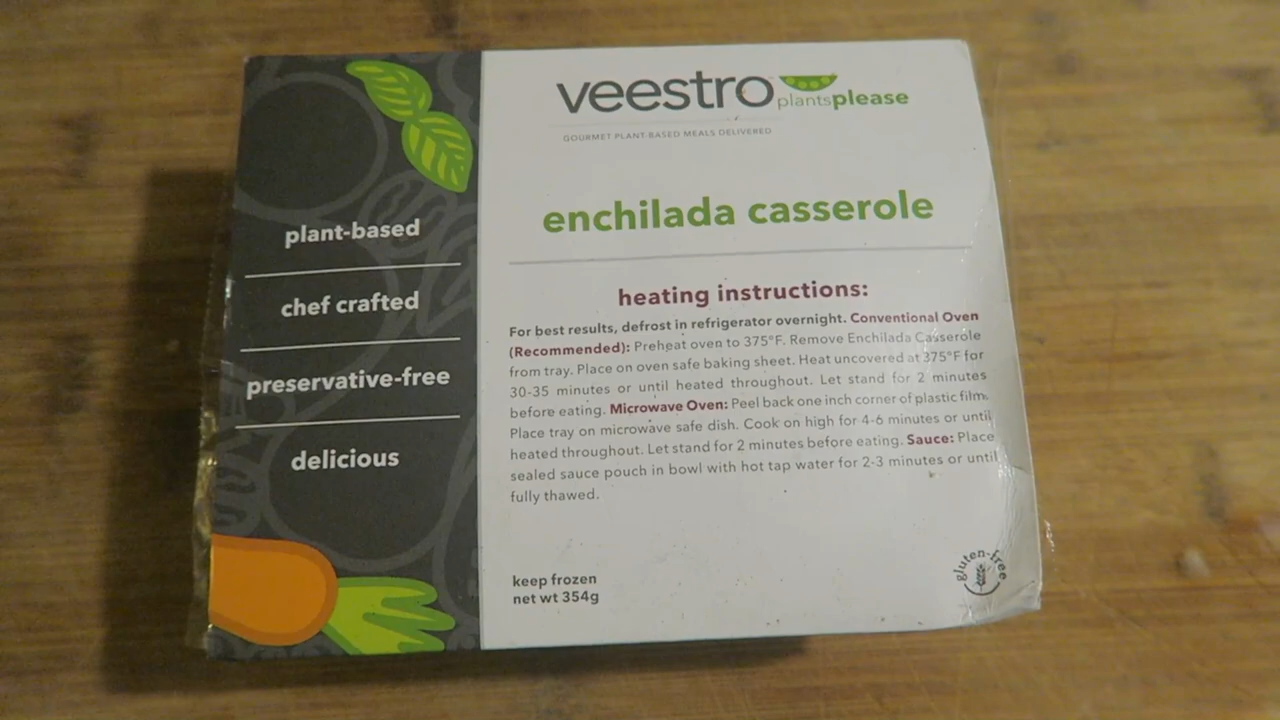 veestro
plantsplease
GOURMET PLANT-BASED MEALS DELIVERED
plant-based
chef crafted
preservative-free
delicious
enchilada casserole
heating instructions:
For best results, defrost in refrigerator overnight. Conventional Oven
(Recommended): Preheat oven to 375°F. Remove Enchilada Casserole
from tray. Place on oven safe baking sheet. Heat uncovered at 375°F for
30-35 minutes or until heated throughout. Let stand for 2 minutes
before eating. Microwave Oven: Peel back one inch corner of plastic film.
Place tray on microwave safe dish. Cook on high for 4-6 minutes or until
heated throughout. Let stand for 2 minutes before eating. Sauce: Place
sealed sauce pouch in bowl with hot tap water for 2-3 minutes or until
fully thawed.
keep frozen
net wt 354g
gluten-free